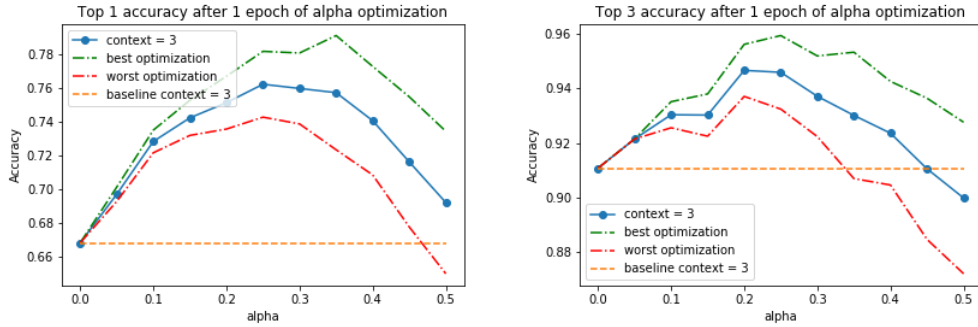 Top 1 accuracy after 1 epoch of alpha optimization
Accuracy
0.78
0.76
0.74
0.72
0.70
0.68
0.66
context = 3
best optimization
worst optimization
baseline context = 3
0.0 0.1 0.2 0.3 0.4 0.5
alpha
Top 3 accuracy after 1 epoch of alpha optimization
Accuracy
0.96
0.94
0.92
0.90
0.88
context = 3
best optimization
worst optimization
baseline context = 3
0.0 0.1 0.2 0.3 0.4 0.5
alpha